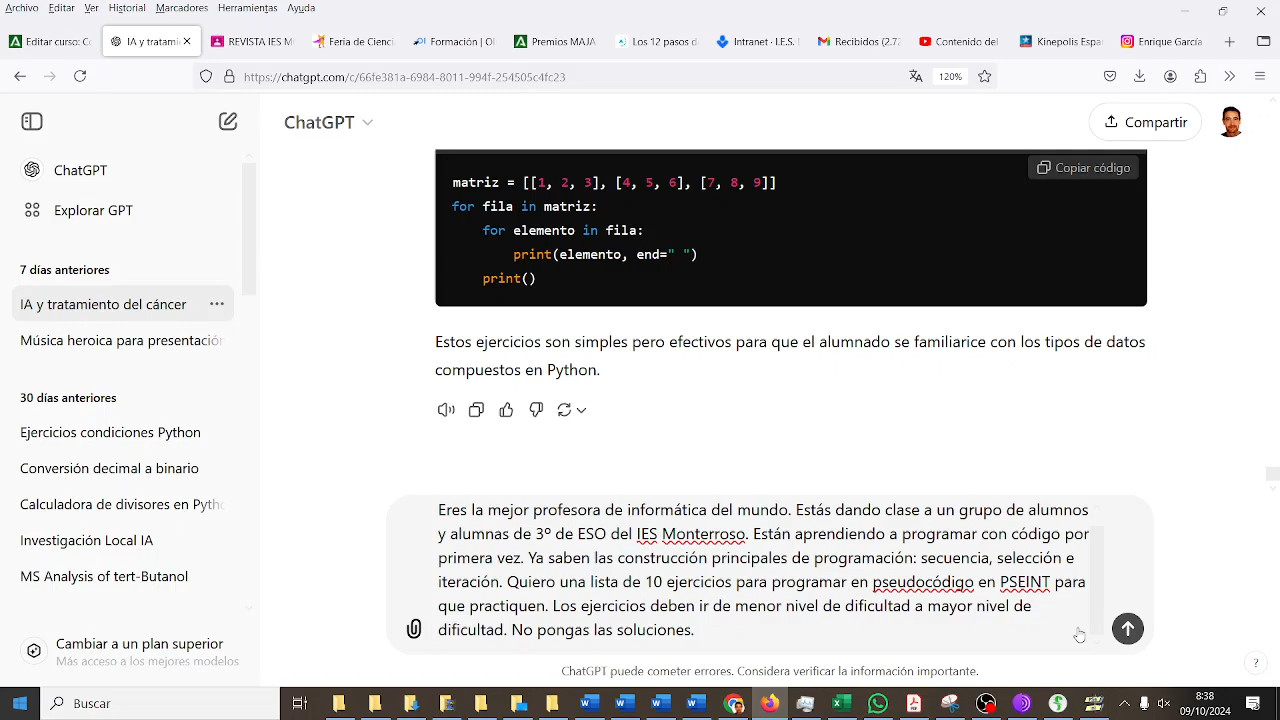 Archivo Editar Ver Historial Marcadores Herramientas Ayuda
Editar curso: Co
IA y tratami
REVISTA IES M
Feria de Cienci
Formación | Ol
Premios MAJA
Los 12 pasos d
Intranet - I.E.S.
Recibidos (2.72
Contenido del
Kinepolis Espa
Enrique García
https://chatgpt.com/c/66fe381a-6984-8011-994f-254505c4fc23
120%
ChatGPT
Compartir
ChatGPT
Explorar GPT
7 días anteriores
IA y tratamiento del cáncer
Música heroica para presentación
30 días anteriores
Ejercicios condiciones Python
Conversión decimal a binario
Calculadora de divisores en Pytho
Investigación Local IA
MS Analysis of tert-Butanol
Cambiar a un plan superior
Más acceso a los mejores modelos
Copiar código
matriz = [[1, 2, 3], [4, 5, 6], [7, 8, 9]]
for fila in matriz:
for elemento in fila:
print(elemento, end=" ")
print()
Estos ejercicios son simples pero efectivos para que el alumnado se familiarice con los tipos de datos
compuestos en Python.
Eres la mejor profesora de informática del mundo. Estás dando clase a un grupo de alumnos
y alumnas de 3º de ESO del IES Monterroso. Están aprendiendo a programar con código por
primera vez. Ya saben las construcción principales de programación: secuencia, selección e
iteración. Quiero una lista de 10 ejercicios para programar en pseudocódigo en PSEINT para
que practiquen. Los ejercicios deben ir de menor nivel de dificultad a mayor nivel de
dificultad. No pongas las soluciones.
ChatGPT puede cometer errores. Considera verificar la información importante.
?
Buscar
8:38
09/10/2024